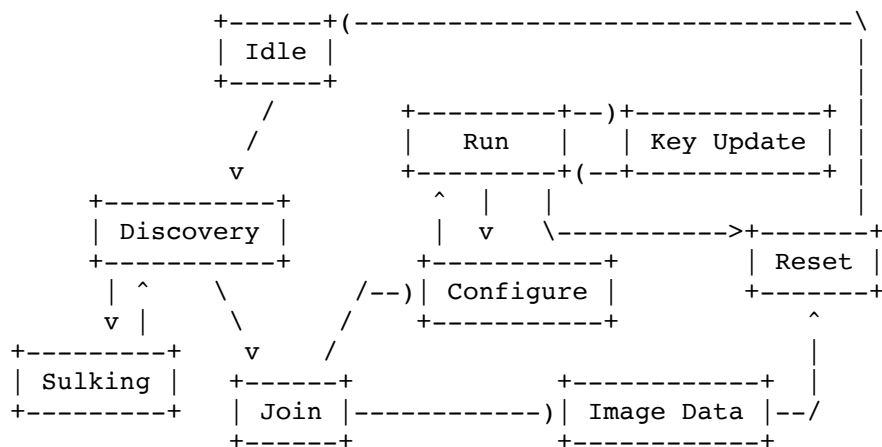 Idle
Run Key Update
Discovery
Reset
Configure
Sulking
Join Image Data